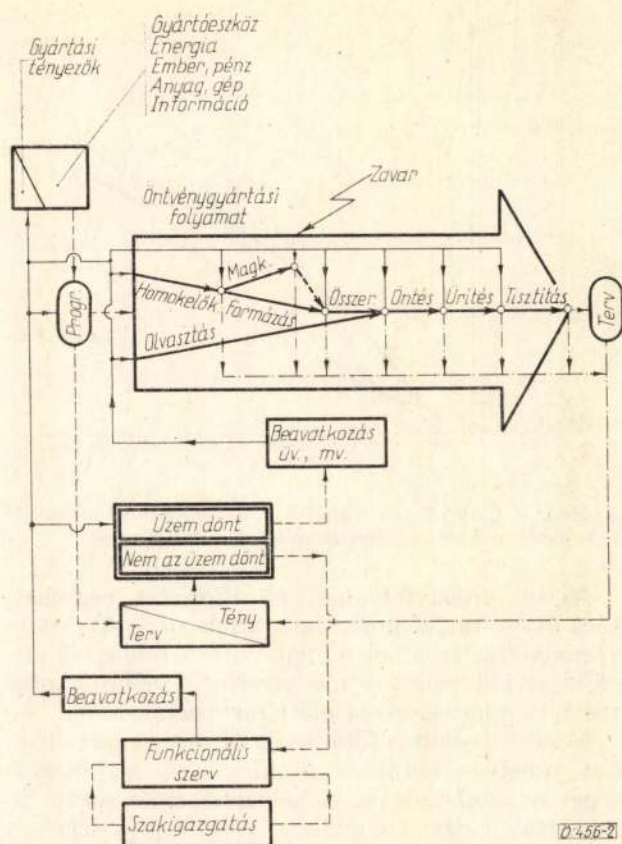 Gyártási
tényezők
Gyártóeszköz
Energia
Ember, pénz
Anyag, gép
Információ
Öntvénygyártási
folyamat
Zavar
Progr.
Homokelők
Magk.
Formázás
Összer.
Öntés
Ürítés
Tisztítás
Olvasztás
Terv
Beavatkozás
üv., mv.
Üzem dönt
Nem az üzem dönt
Terv
Tény
Beavatkozás
Funkcionális
szerv
Szakigazgatás
Ö 456-2